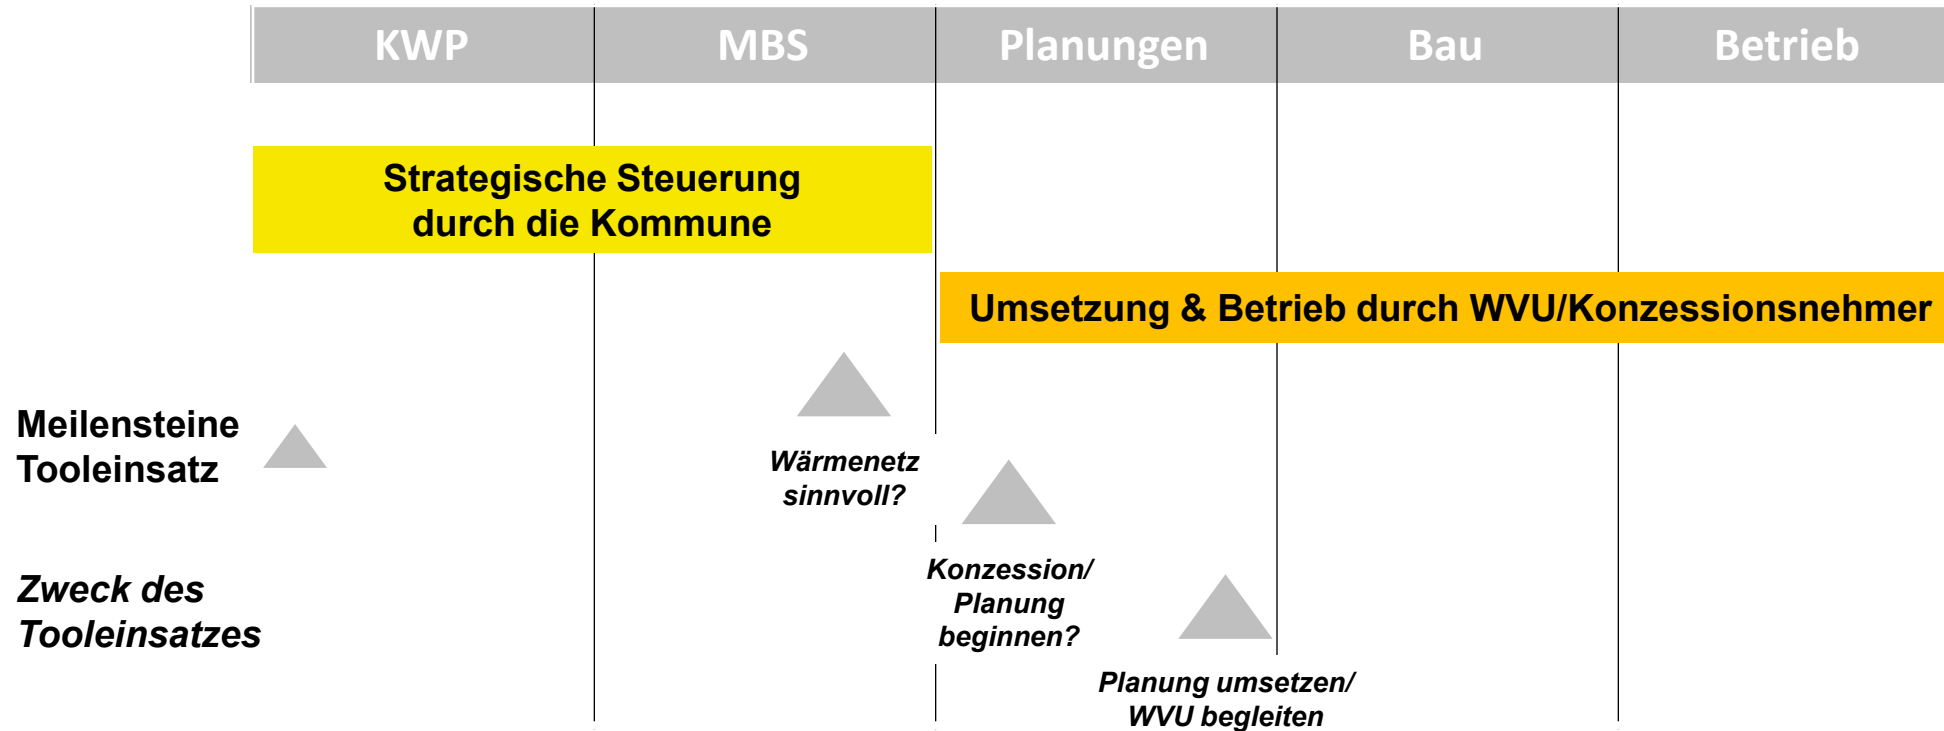 KWP
MBS
Planungen
Bau
Betrieb
Strategische Steuerung
durch die Kommune
Umsetzung & Betrieb durch WVU/Konzessionsnehmer
Meilensteine
Tooleinsatz
Wärmenetz
sinnvoll?
Zweck des
Tooleinsatzes
Konzession/
Planung
beginnen?
Planung umsetzen/
WVU begleiten